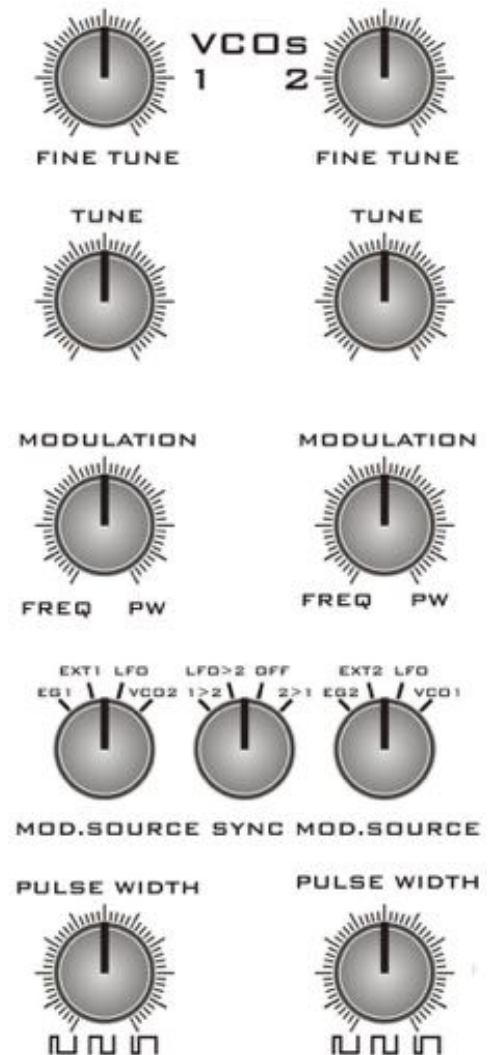 VCOs
1 2
FINE TUNE FINE TUNE
TUNE TUNE
MODULATION MODULATION
FREQ PW FREQ PW
EXT1 LFO LFO>2 OFF EXT2 LFO
EG1 VCO2 1>2 2>1 EG2 VCO1
MOD.SOURCE SYNC MOD.SOURCE
PULSE WIDTH PULSE WIDTH